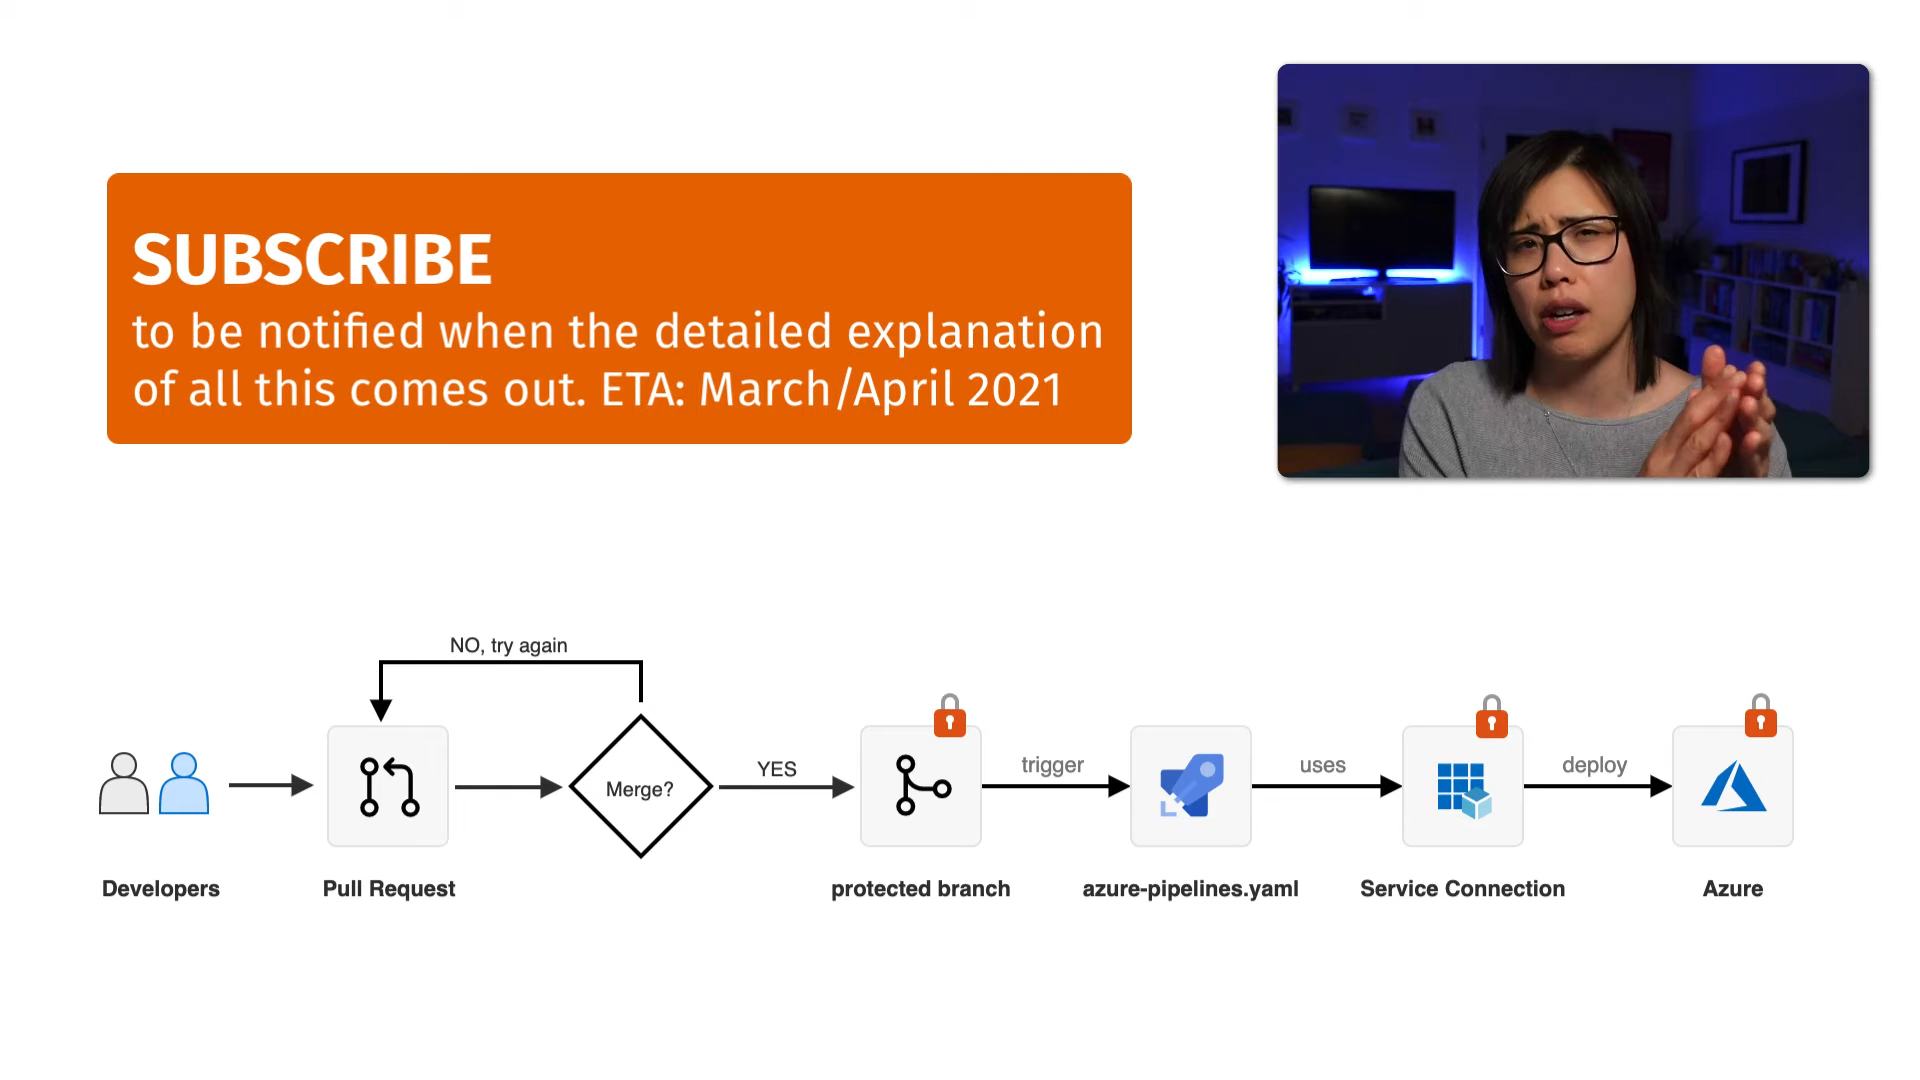 SUBSCRIBE
to be notified when the detailed explanation
of all this comes out. ETA: March/April 2021
NO, try again
Merge?
YES
trigger
uses
deploy
Developers
Pull Request
protected branch
azure-pipelines.yaml
Service Connection
Azure